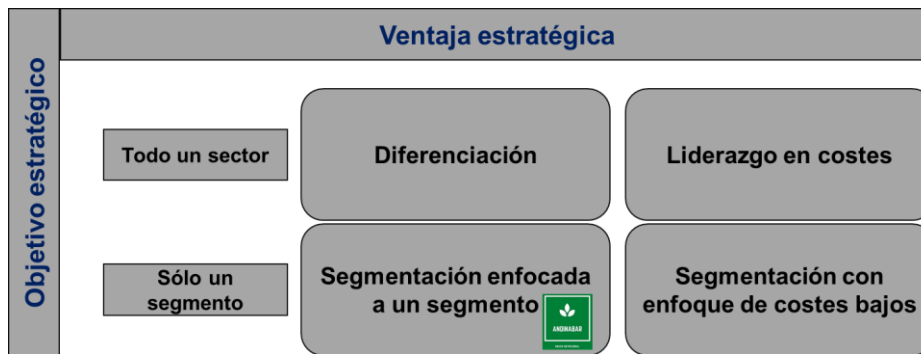 Ventaja estratégica
Objetivo estratégico
Todo un sector
Diferenciación
Liderazgo en costes
Sólo un
segmento
Segmentación enfocada
a un segmento
ANDINABAR
Segmentación con
enfoque de costes bajos